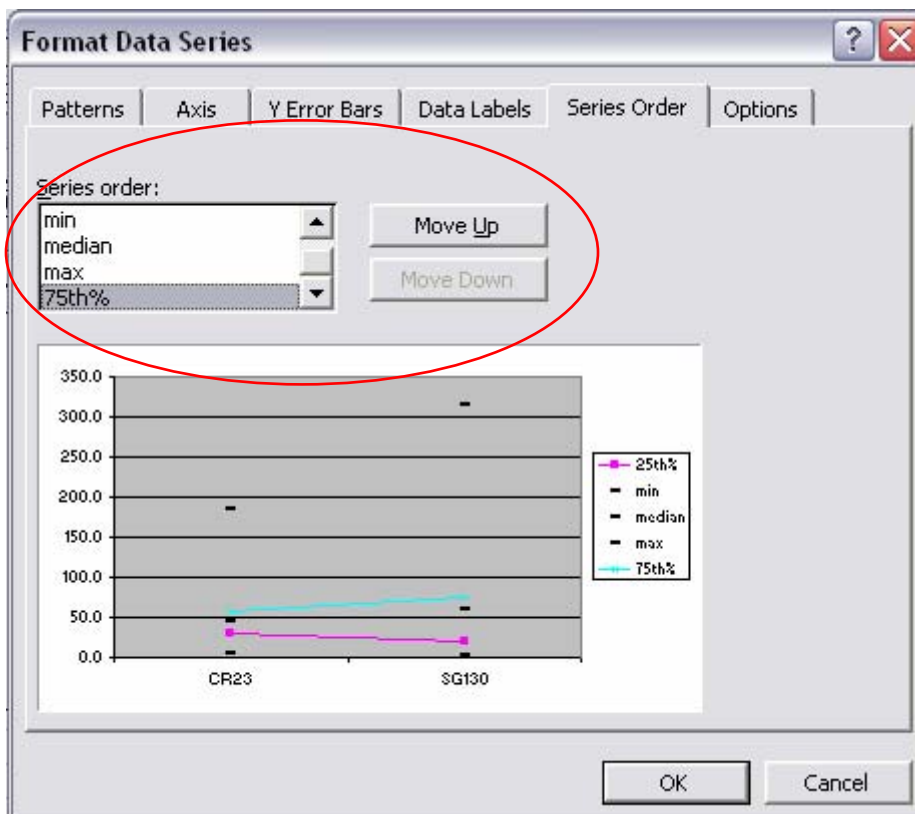 Format Data Series
Patterns Axis Y Error Bars Data Labels Series Order Options
Series order:
min
median
max
75th%
Move Up
Move Down
350.0
300.0
250.0
200.0
150.0
100.0
50.0
0.0
CR23 SG130
25th%
min
median
max
75th%
OK Cancel